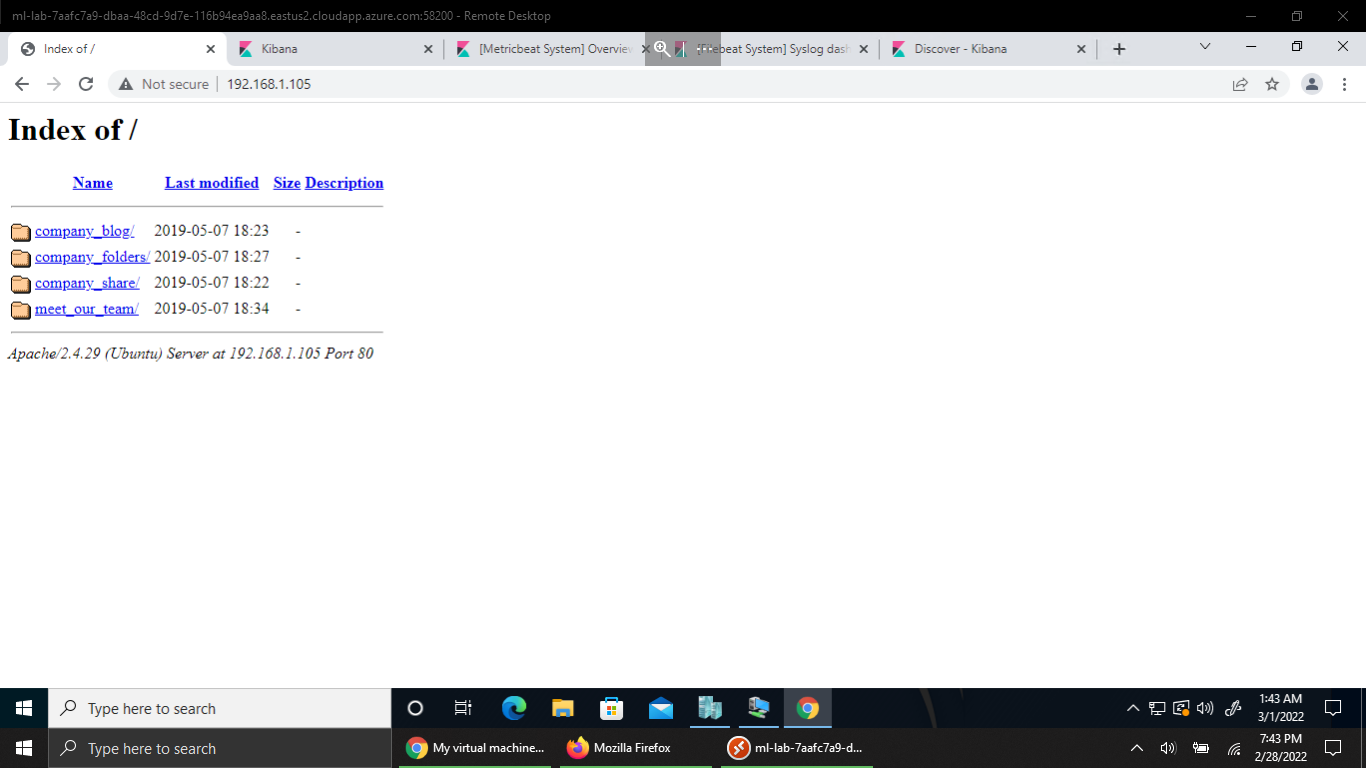 ml-lab-7aafc7a9-dbaa-48cd-9d7e-116b94ea9aa8.eastus2.cloudapp.azure.com:58200 - Remote Desktop
Index of /
Kibana
[Metricbeat System] Overview
[Filebeat System] Syslog dash
Discover - Kibana
Not secure
192.168.1.105
Index of /
Name Last modified Size Description
company_blog/ 2019-05-07 18:23 -
company_folders/ 2019-05-07 18:27 -
company_share/ 2019-05-07 18:22 -
meet_our_team/ 2019-05-07 18:34 -
Apache/2.4.29 (Ubuntu) Server at 192.168.1.105 Port 80
Type here to search
1:43 AM
3/1/2022
Type here to search
My virtual machine...
Mozilla Firefox
ml-lab-7aafc7a9-d...
7:43 PM
2/28/2022